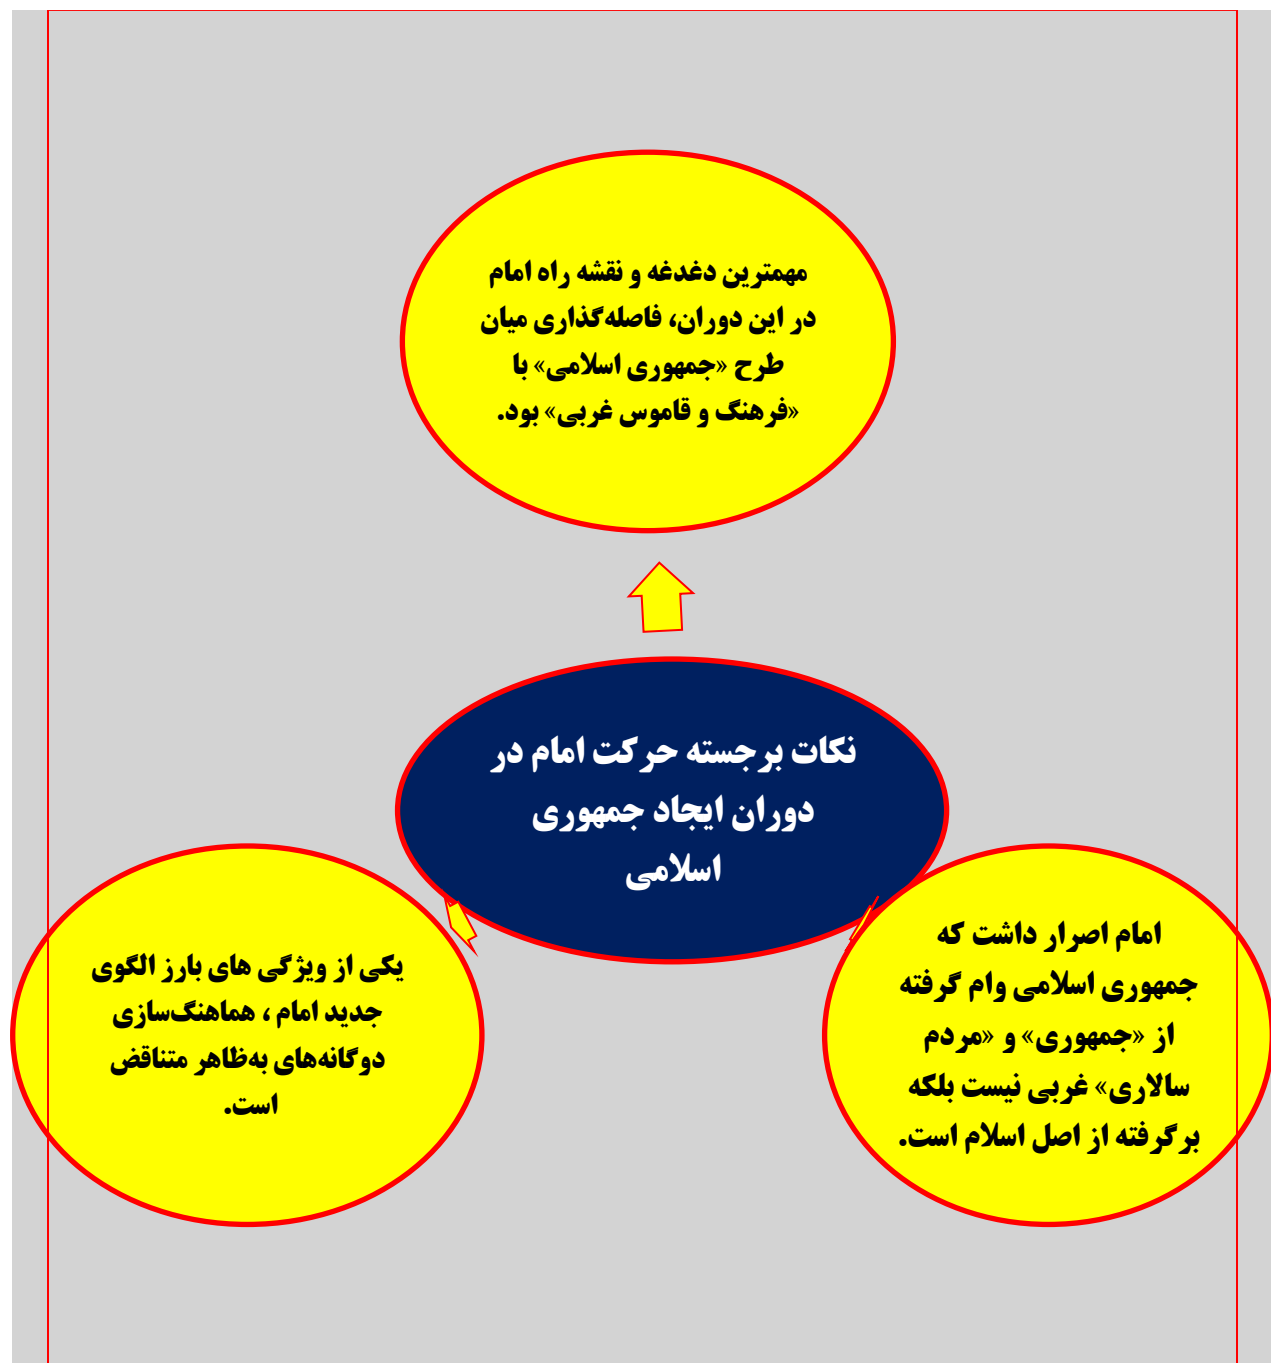 مهمترین دغدغه و نقشه راه امام
در این دوران، فاصله‌گذاری میان
طرح «جمهوری اسلامی» با
«فرهنگ و قاموس غربی» بود.
نکات برجسته حرکت امام در
دوران ایجاد جمهوری
اسلامی
امام اصرار داشت که
جمهوری اسلامی وام گرفته
از «جمهوری» و «مردم
سالاری» غربی نیست بلکه
برگرفته از اصل اسلام است.
یکی از ویژگی های بارز الگوی
جدید امام ، هماهنگ‌سازی
دوگانه‌های به‌ظاهر متناقض
است.